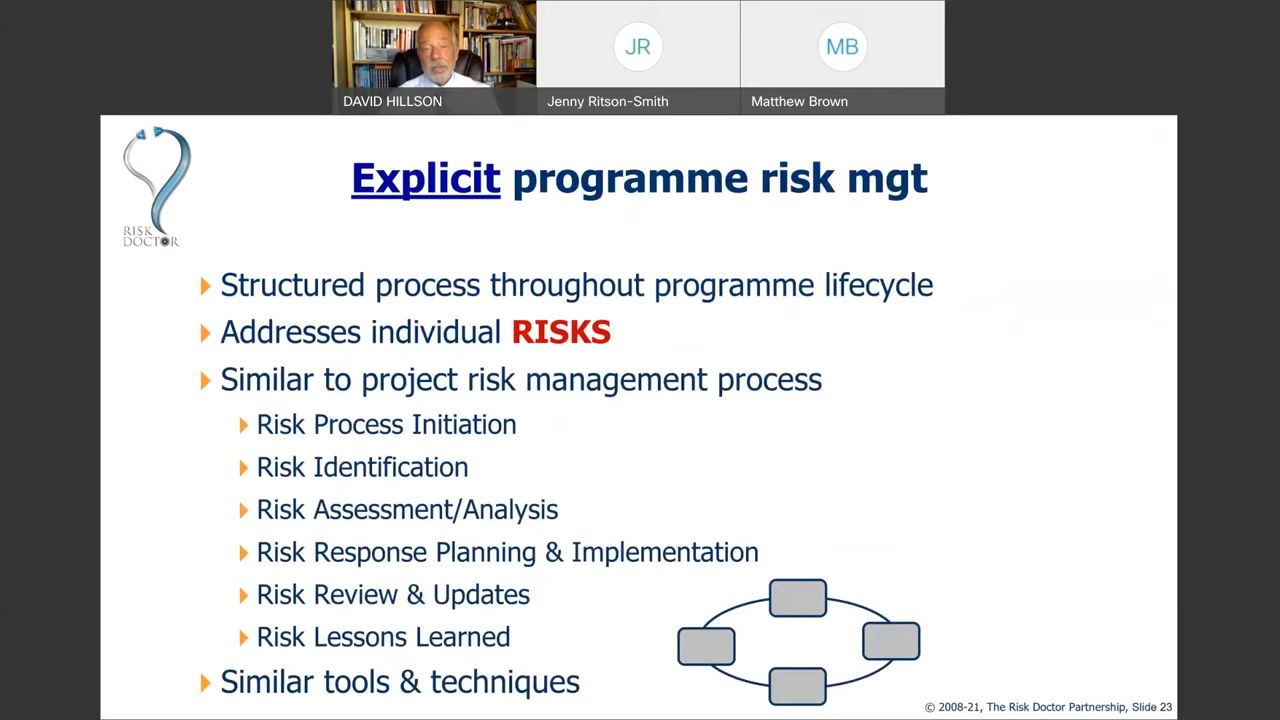 JR
MB
DAVID HILLSON
Jenny Ritson-Smith
Matthew Brown
RISK
DOCTOR
Explicit programme risk mgt
Structured process throughout programme lifecycle
Addresses individual RISKS
Similar to project risk management process
Risk Process Initiation
Risk Identification
Risk Assessment/Analysis
Risk Response Planning & Implementation
Risk Review & Updates
Risk Lessons Learned
Similar tools & techniques
© 2008-21, The Risk Doctor Partnership, Slide 23